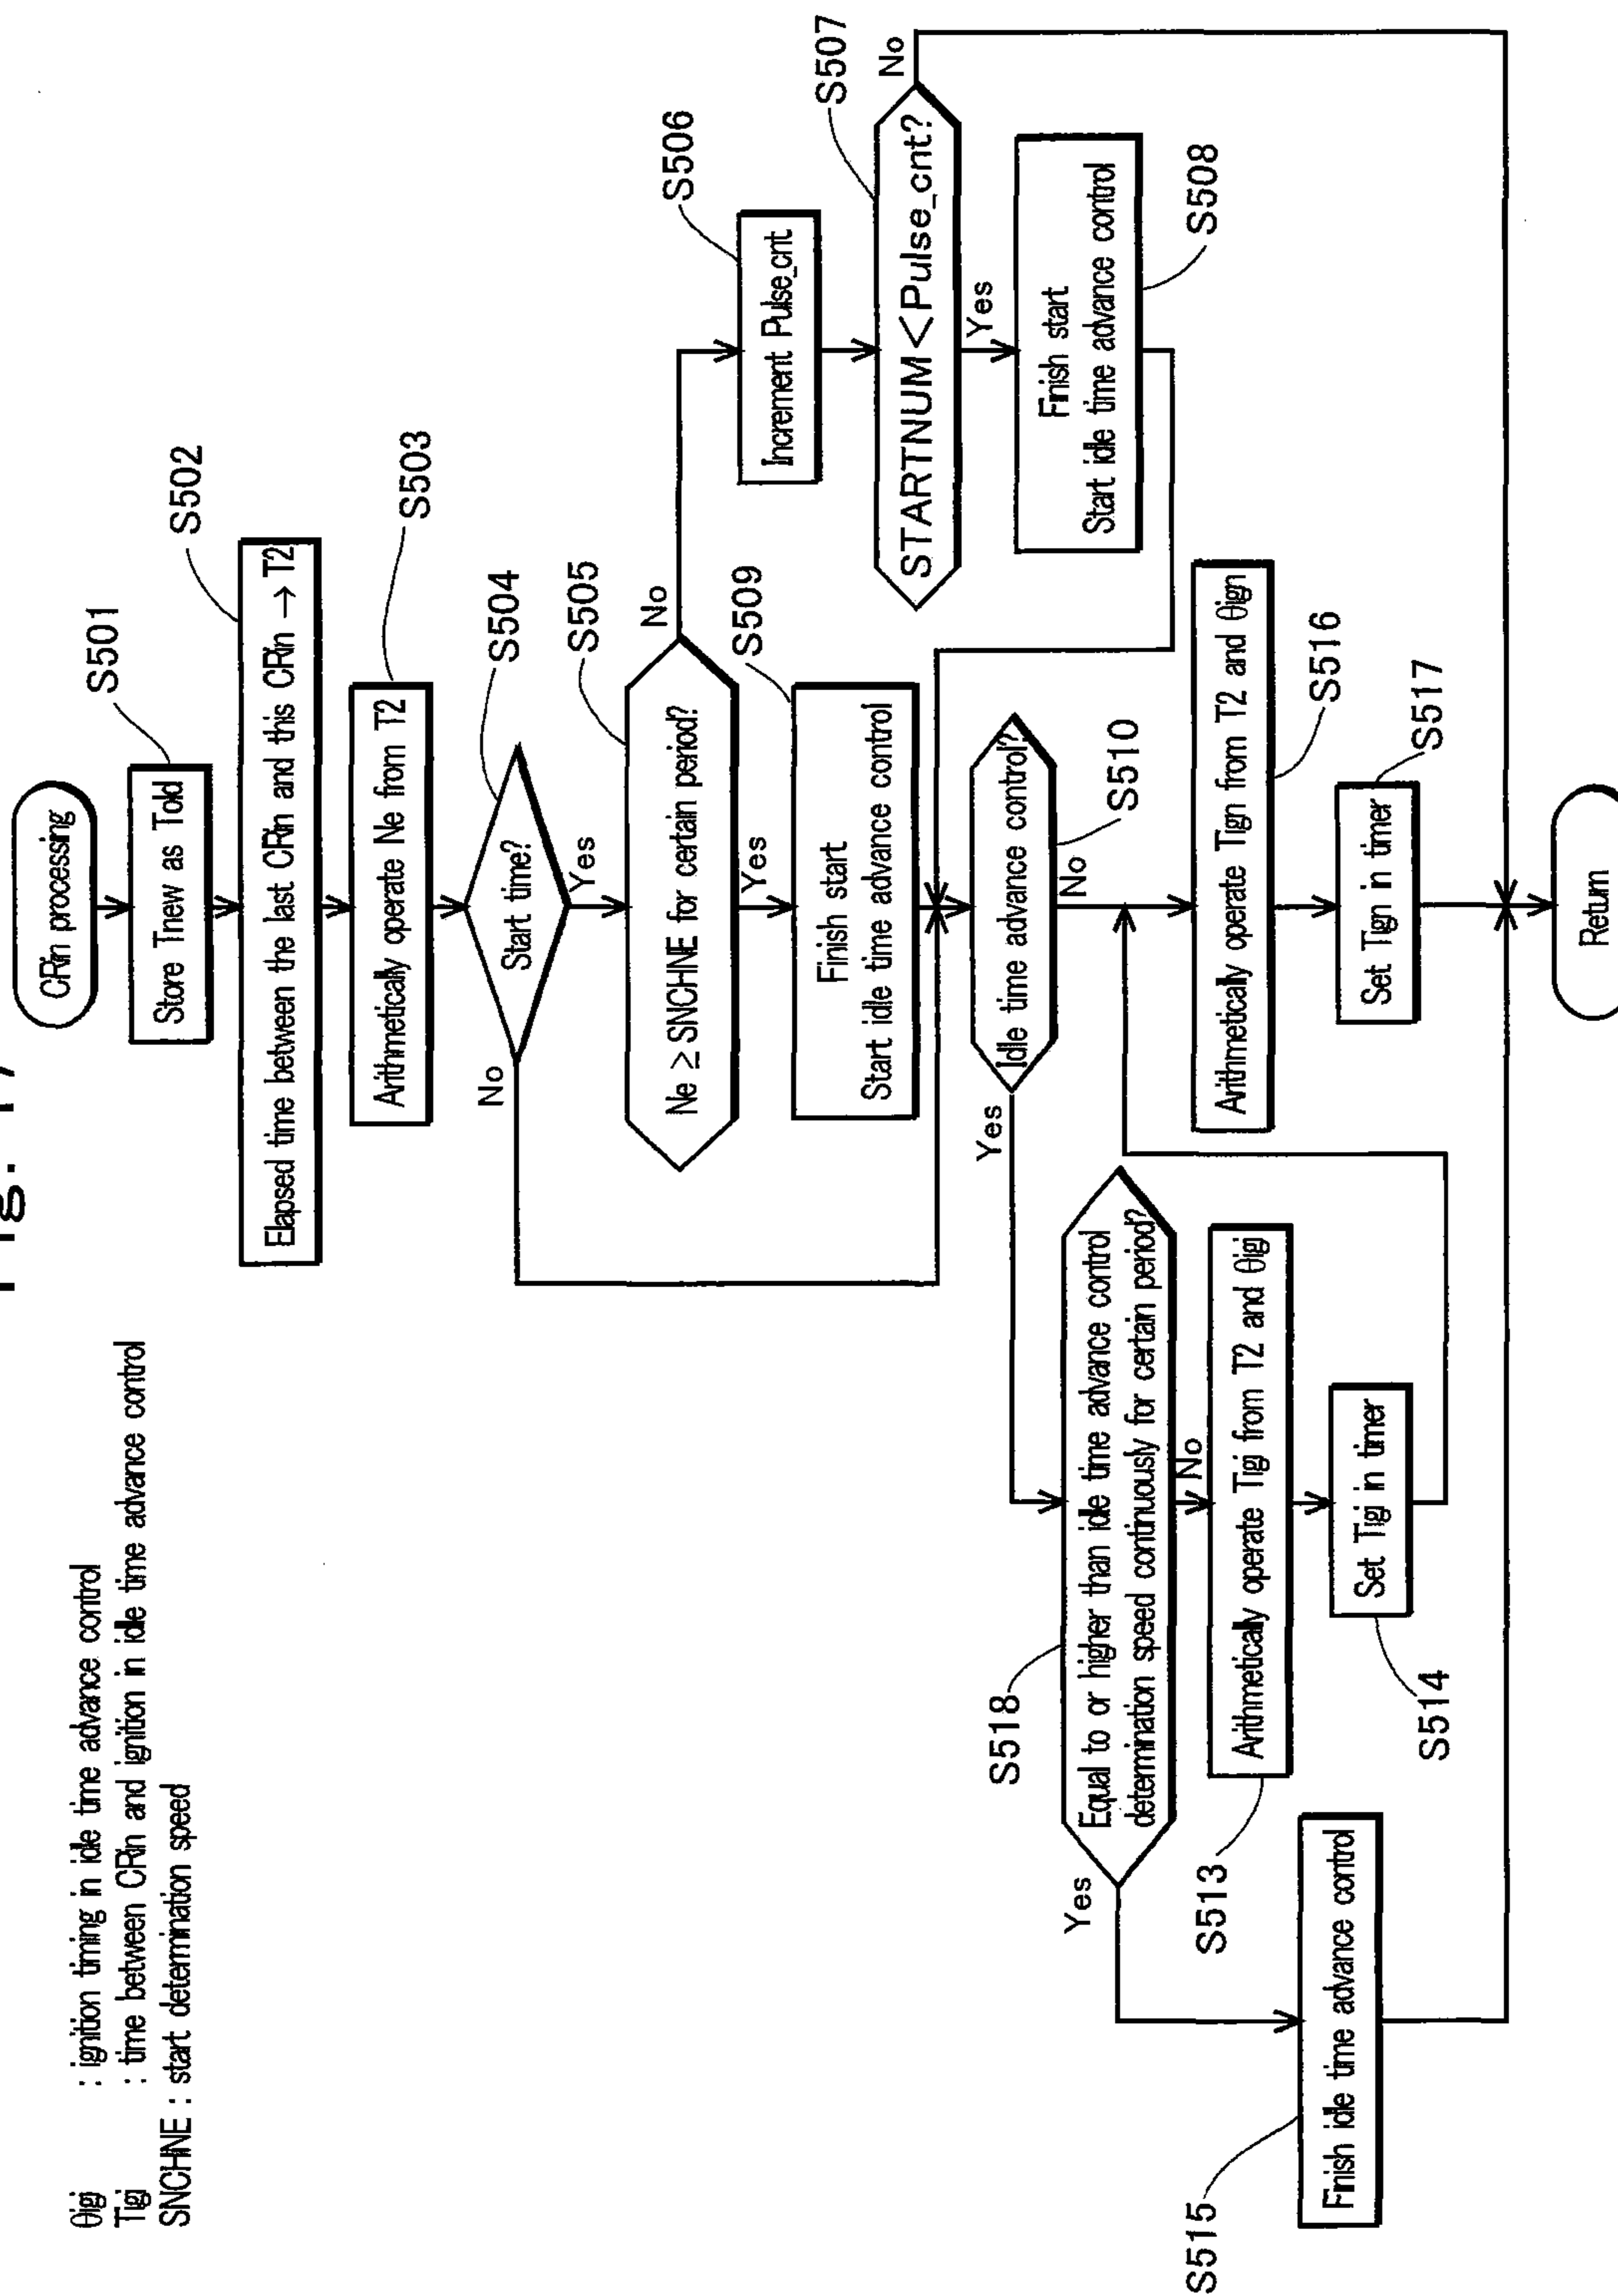 Fig. 17
θigi : ignition timing in idle time advance control
Tigi : time between CRin and ignition in idle time advance control
SNCHNE : start determination speed
CRin processing
Store Tnew as Told
S501
Elapsed time between the last CRin and this CRin → T2
S502
Arithmetically operate Ne from T2
S503
Start time?
S504
No
Yes
Ne ≥ SNCHNE for certain period?
S505
No
Yes
Increment Pulse_cnt
S506
STARTNUM<Pulse_cnt?
S507
No
Yes
Finish start
Start idle time advance control
S508
Finish start
Start idle time advance control
S509
Idle time advance control?
S510
Yes
No
Equal to or higher than idle time advance control
determination speed continuously for certain period?
S518
Yes
No
Arithmetically operate Tigi from T2 and θigi
S513
Set Tigi in timer
S514
Finish idle time advance control
S515
Arithmetically operate Tign from T2 and θign
S516
Set Tign in timer
S517
Return